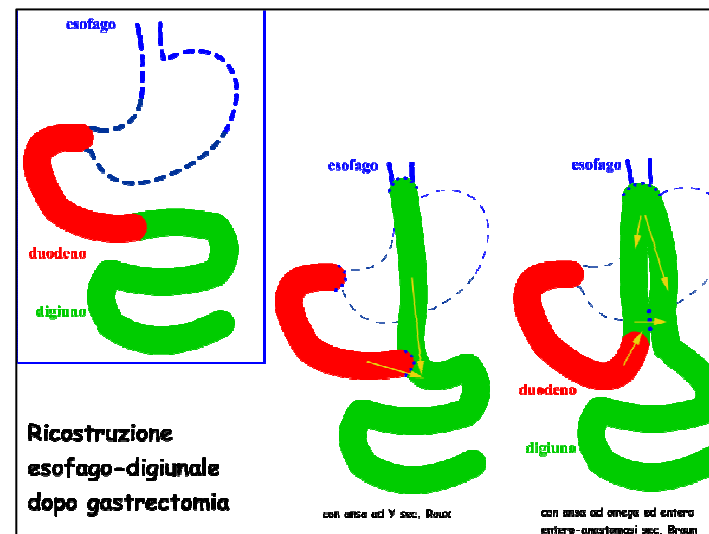 esofago
duodeno
digiuno
Ricostruzione
esofago-digiunale
dopo gastrectomia
esofago
con ansa ad Y sec. Roux
esofago
duodeno
digiuno
con ansa ad omega ed entero
entero-anastomosi sec. Braun